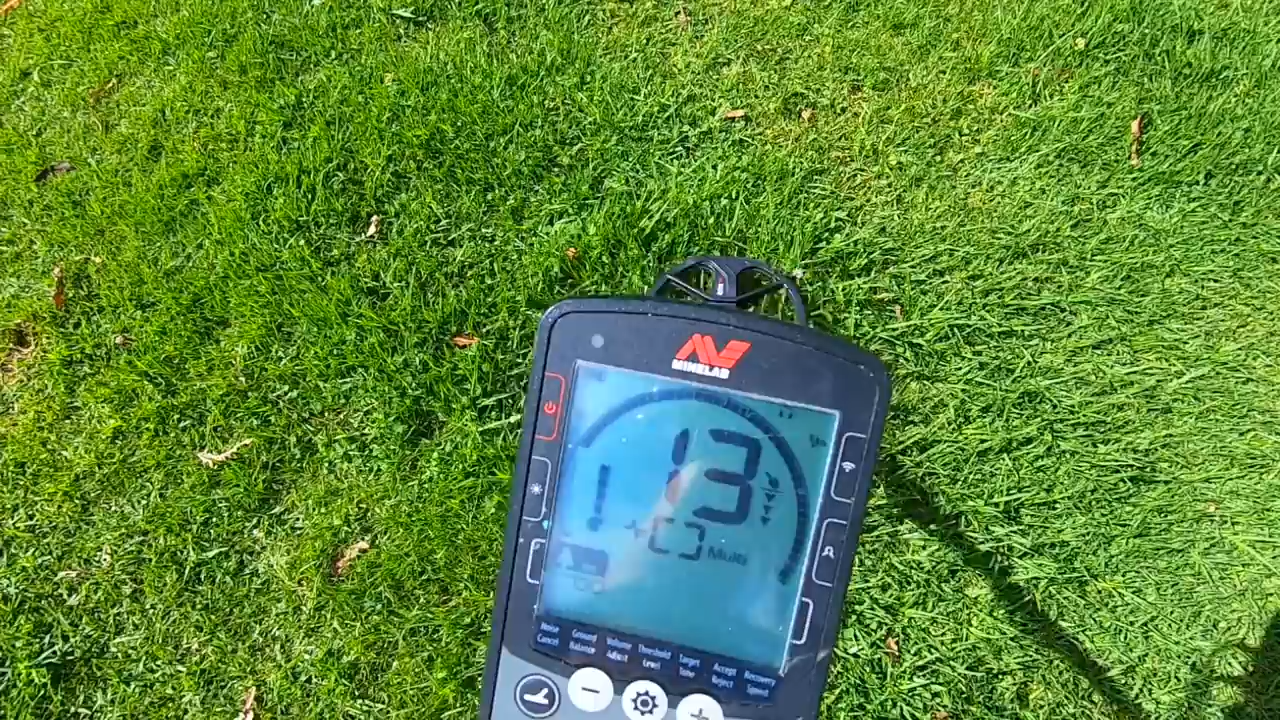 MINELAB
13
Multi
Noise Cancel
Ground Balance
Volume Adjust
Threshold Level
Target Tone
Accept Reject
Recovery Speed